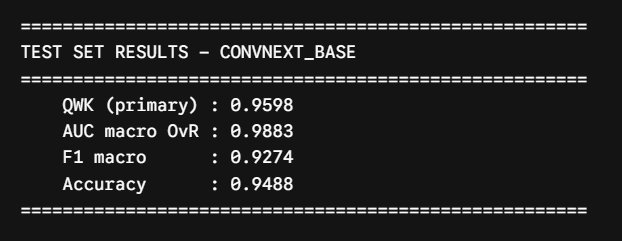 ======================================================
TEST SET RESULTS – CONVNEXT_BASE
======================================================
    QWK (primary) : 0.9598
    AUC macro OvR : 0.9883
    F1 macro      : 0.9274
    Accuracy      : 0.9488
======================================================